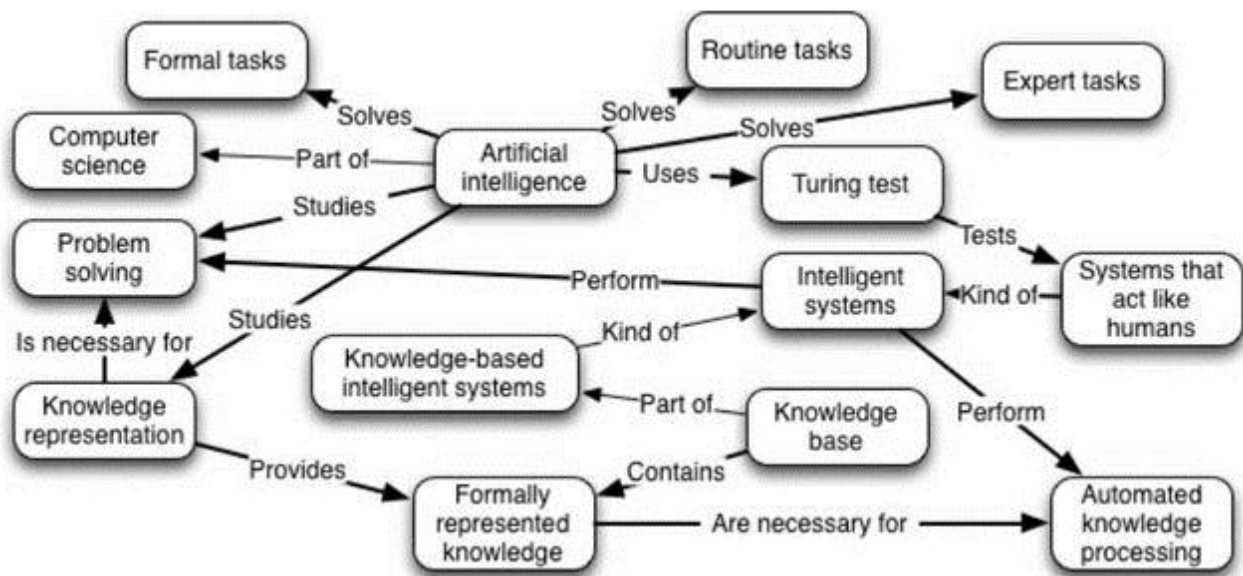 Formal tasks
Routine tasks
Expert tasks
Solves
Solves
Solves
Computer
science
Part of
Artificial
intelligence
Uses
Turing test
Studies
Tests
Problem
solving
Perform
Intelligent
systems
Kind of
Systems that
act like
humans
Is necessary for
Studies
Kind of
Knowledge-based
intelligent systems
Part of
Knowledge
base
Perform
Knowledge
representation
Provides
Contains
Formally
represented
knowledge
Are necessary for
Automated
knowledge
processing